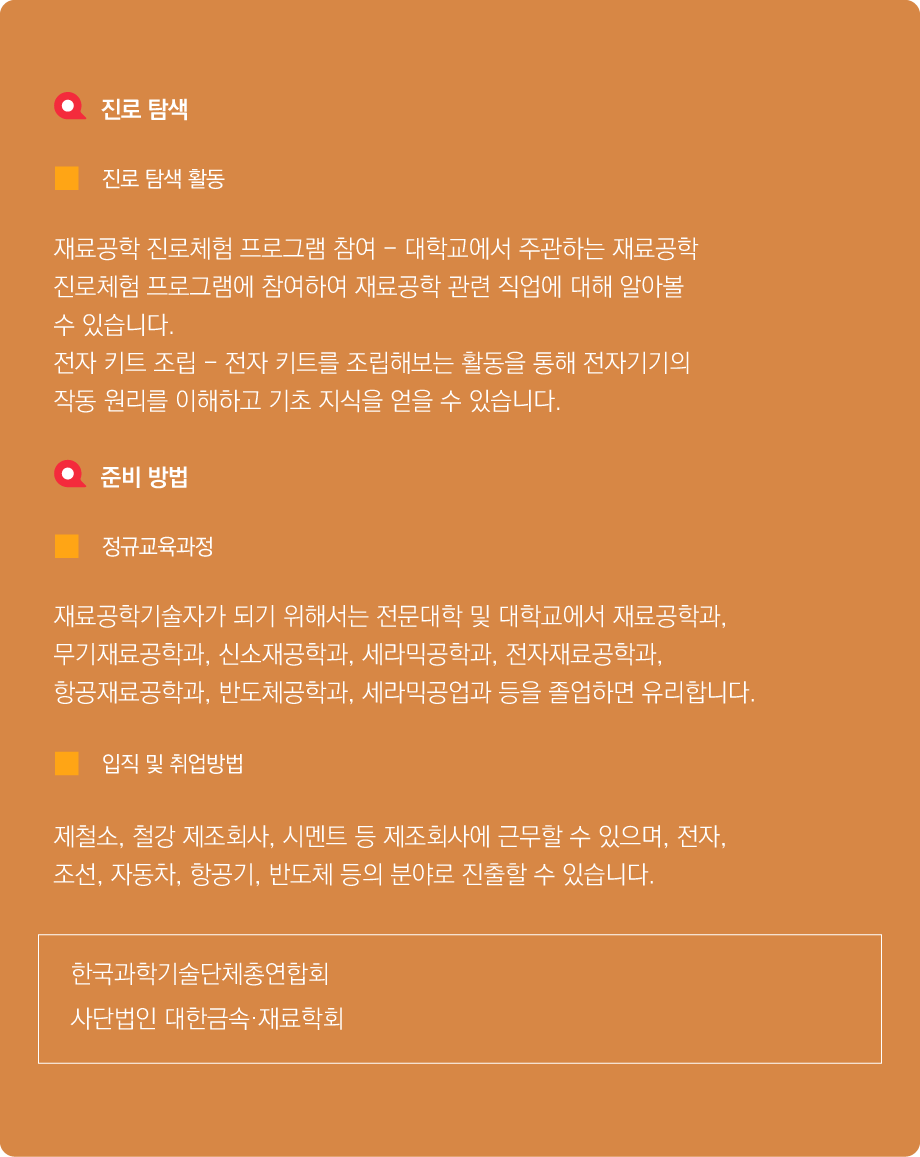 진로 탐색
진로 탐색 활동
재료공학 진로체험 프로그램 참여 – 대학교에서 주관하는 재료공학
진로체험 프로그램에 참여하여 재료공학 관련 직업에 대해 알아볼
수 있습니다.
전자 키트 조립 – 전자 키트를 조립해보는 활동을 통해 전자기기의
작동 원리를 이해하고 기초 지식을 얻을 수 있습니다.
준비 방법
정규교육과정
재료공학기술자가 되기 위해서는 전문대학 및 대학교에서 재료공학과,
무기재료공학과, 신소재공학과, 세라믹공학과, 전자재료공학과,
항공재료공학과, 반도체공학과, 세라믹공업과 등을 졸업하면 유리합니다.
입직 및 취업방법
제철소, 철강 제조회사, 시멘트 등 제조회사에 근무할 수 있으며, 전자,
조선, 자동차, 항공기, 반도체 등의 분야로 진출할 수 있습니다.
한국과학기술단체총연합회
사단법인 대한금속·재료학회